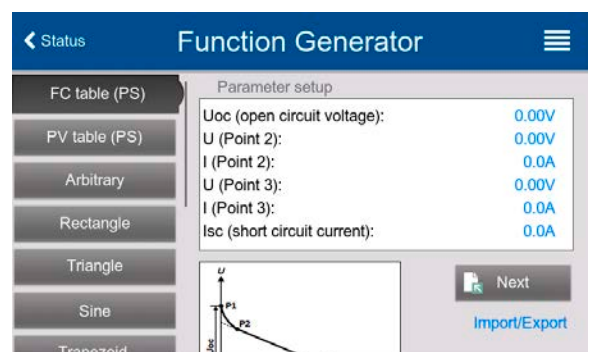 Status
Function Generator
FC table (PS)
PV table (PS)
Arbitrary
Rectangle
Triangle
Sine
Trapezoid
Parameter setup
Uoc (open circuit voltage): 0.00V
U (Point 2): 0.00V
I (Point 2): 0.0A
U (Point 3): 0.00V
I (Point 3): 0.0A
Isc (short circuit current): 0.0A
U
P1
P2
Uoc
Next
Import/Export